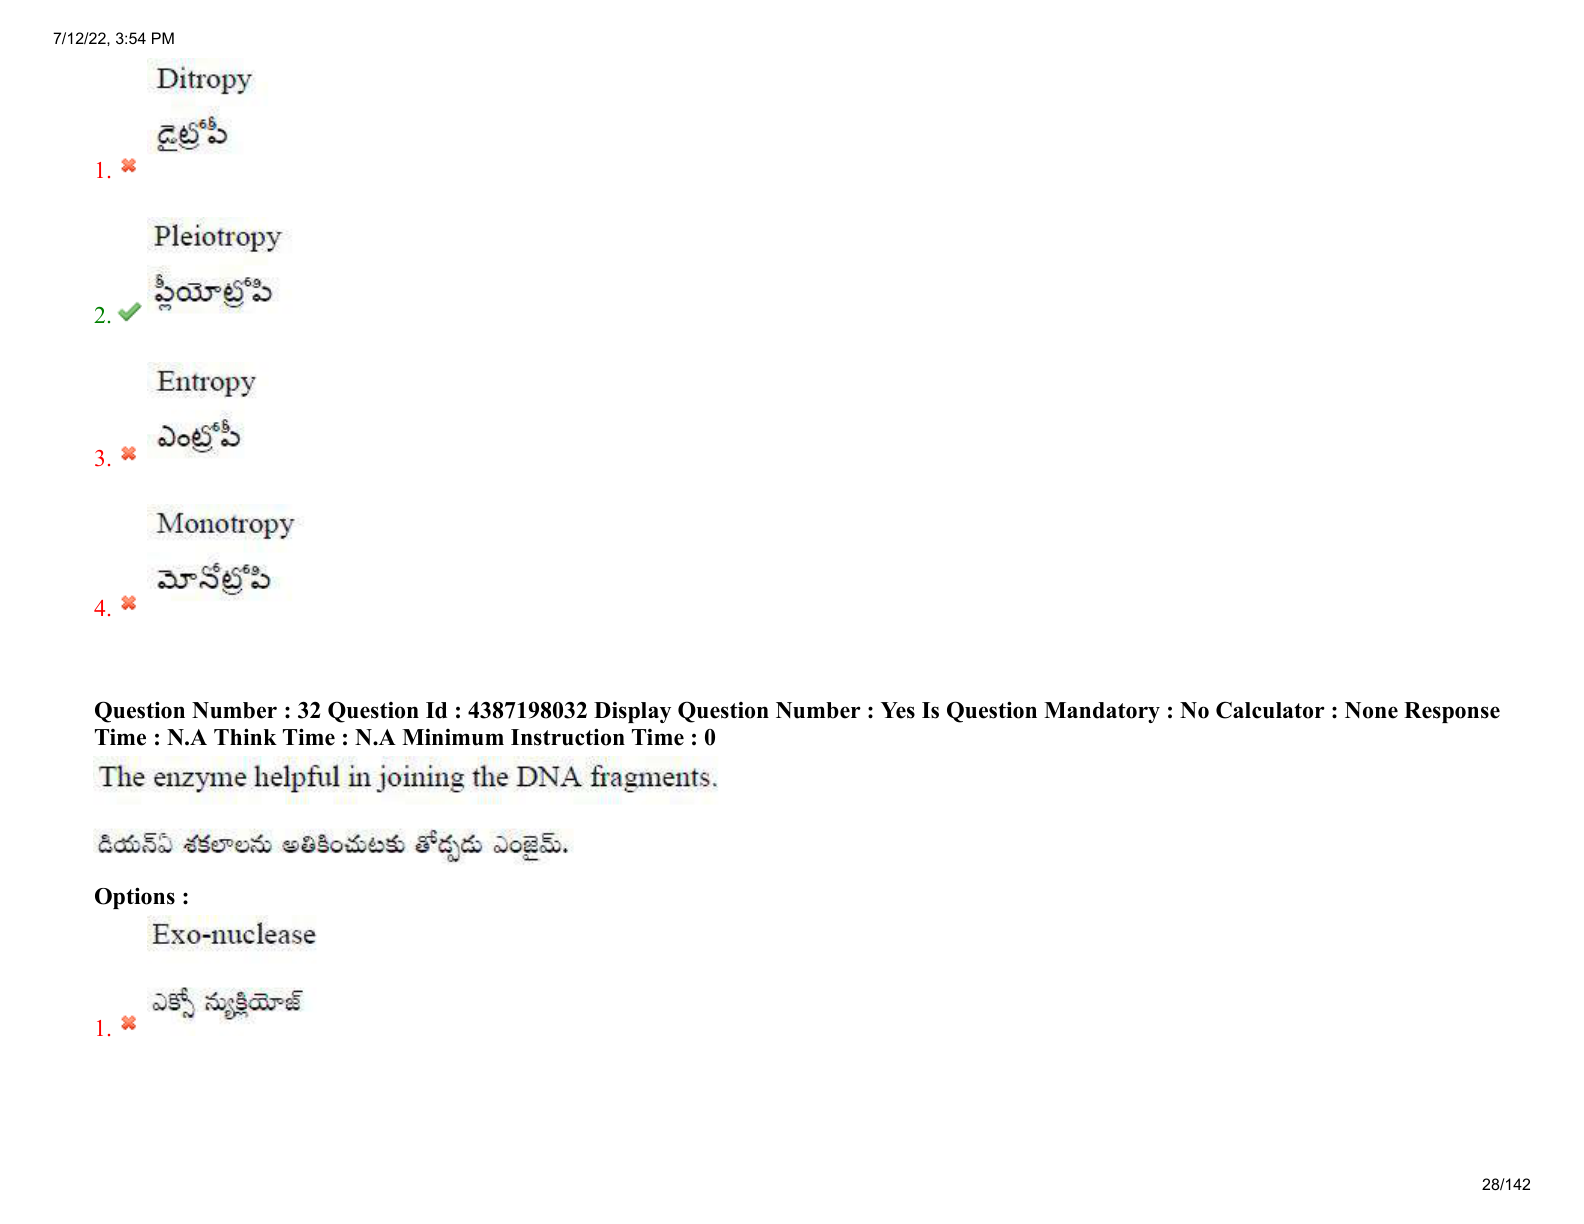 7/12/22, 3:54 PM
Ditropy
డైట్రోపీ
1.
Pleiotropy
ప్లీయోట్రోపి
2.
Entropy
ఎంట్రోపీ
3.
Monotropy
మోనోట్రోపి
4.
Question Number : 32 Question Id : 4387198032 Display Question Number : Yes Is Question Mandatory : No Calculator : None Response
Time : N.A Think Time : N.A Minimum Instruction Time : 0
The enzyme helpful in joining the DNA fragments.
డియన్ఏ శకలాలను అతికించుటకు తోడ్పడు ఎంజైమ్.
Options :
Exo-nuclease
ఎక్సో న్యుక్లియోజ్
1.
28/142